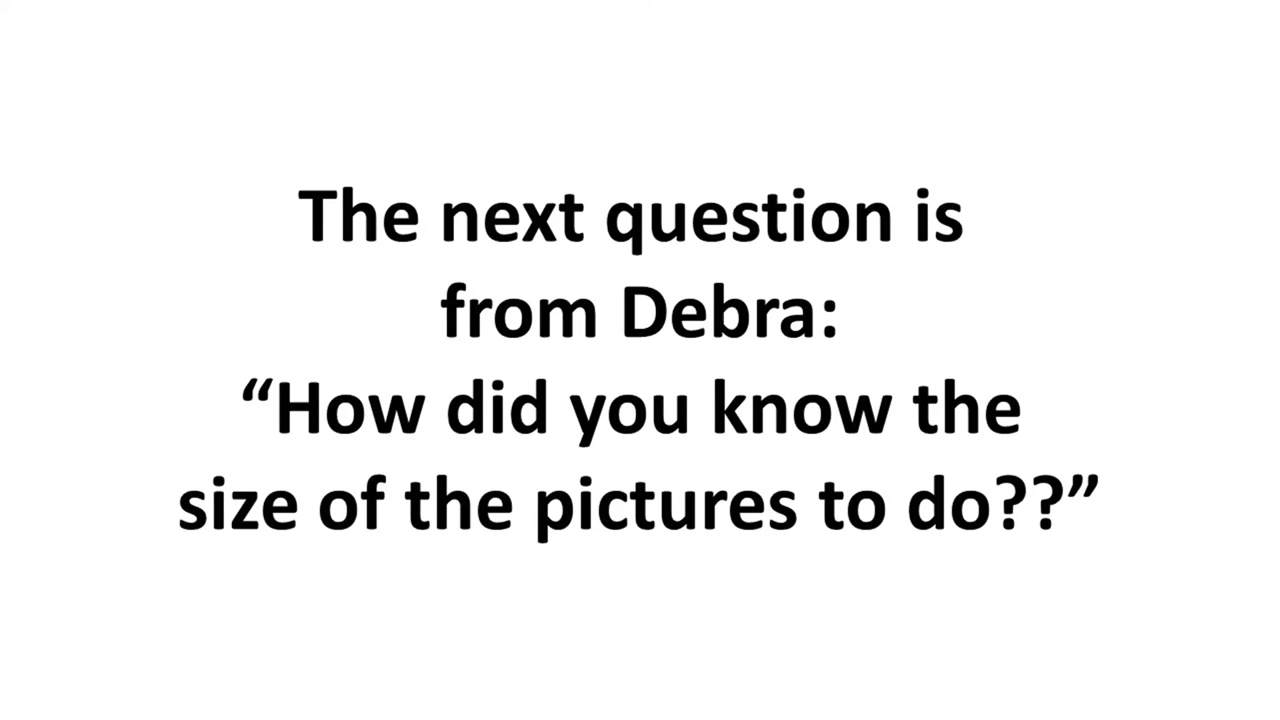 The next question is
from Debra:
“How did you know the
size of the pictures to do??”